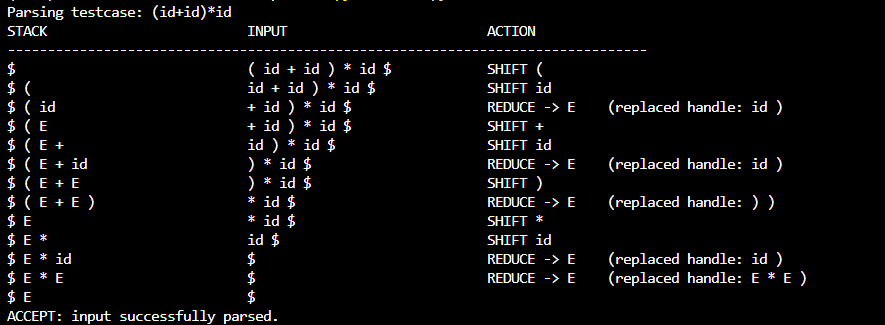 Parsing testcase: (id+id)*id
STACK INPUT ACTION
--------------------------------------------------------------------------------
$ ( id + id ) * id $ SHIFT (
$ ( id + id ) * id $ SHIFT id
$ ( id + id ) * id $ REDUCE -> E (replaced handle: id )
$ ( E + id ) * id $ SHIFT +
$ ( E + id ) * id $ SHIFT id
$ ( E + id ) * id $ REDUCE -> E (replaced handle: id )
$ ( E + E ) * id $ SHIFT )
$ ( E + E ) * id $ REDUCE -> E (replaced handle: ) )
$ E * id $ SHIFT *
$ E * id $ SHIFT id
$ E * id $ REDUCE -> E (replaced handle: id )
$ E * E $ REDUCE -> E (replaced handle: E * E )
$ E $
ACCEPT: input successfully parsed.